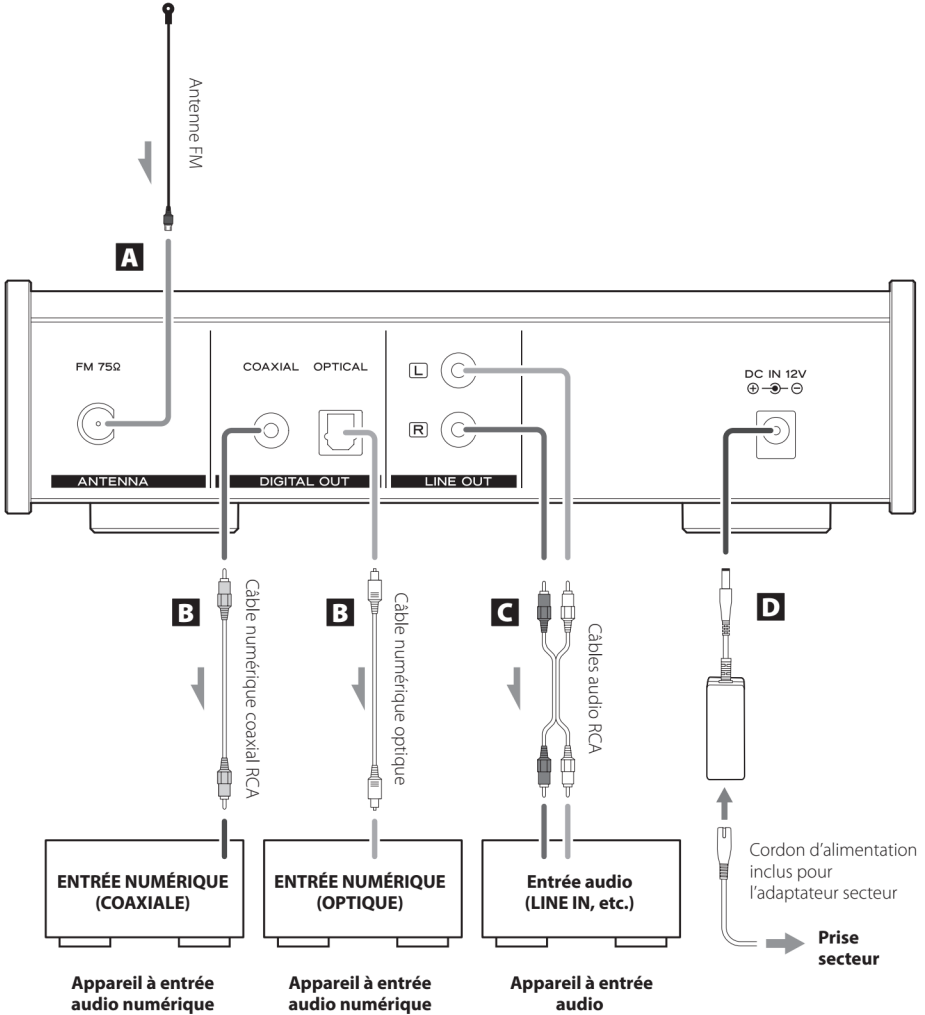 Antenne FM
A
FM 75Ω
COAXIAL OPTICAL
L
R
DC IN 12V
ANTENNA
DIGITAL OUT
LINE OUT
B
Câble numérique coaxial RCA
B
Câble numérique optique
C
Câbles audio RCA
D
ENTRÉE NUMÉRIQUE
(COAXIALE)
ENTRÉE NUMÉRIQUE
(OPTIQUE)
Entrée audio
(LINE IN, etc.)
Cordon d'alimentation
inclus pour
l'adaptateur secteur
Prise
secteur
Appareil à entrée
audio numérique
Appareil à entrée
audio numérique
Appareil à entrée
audio